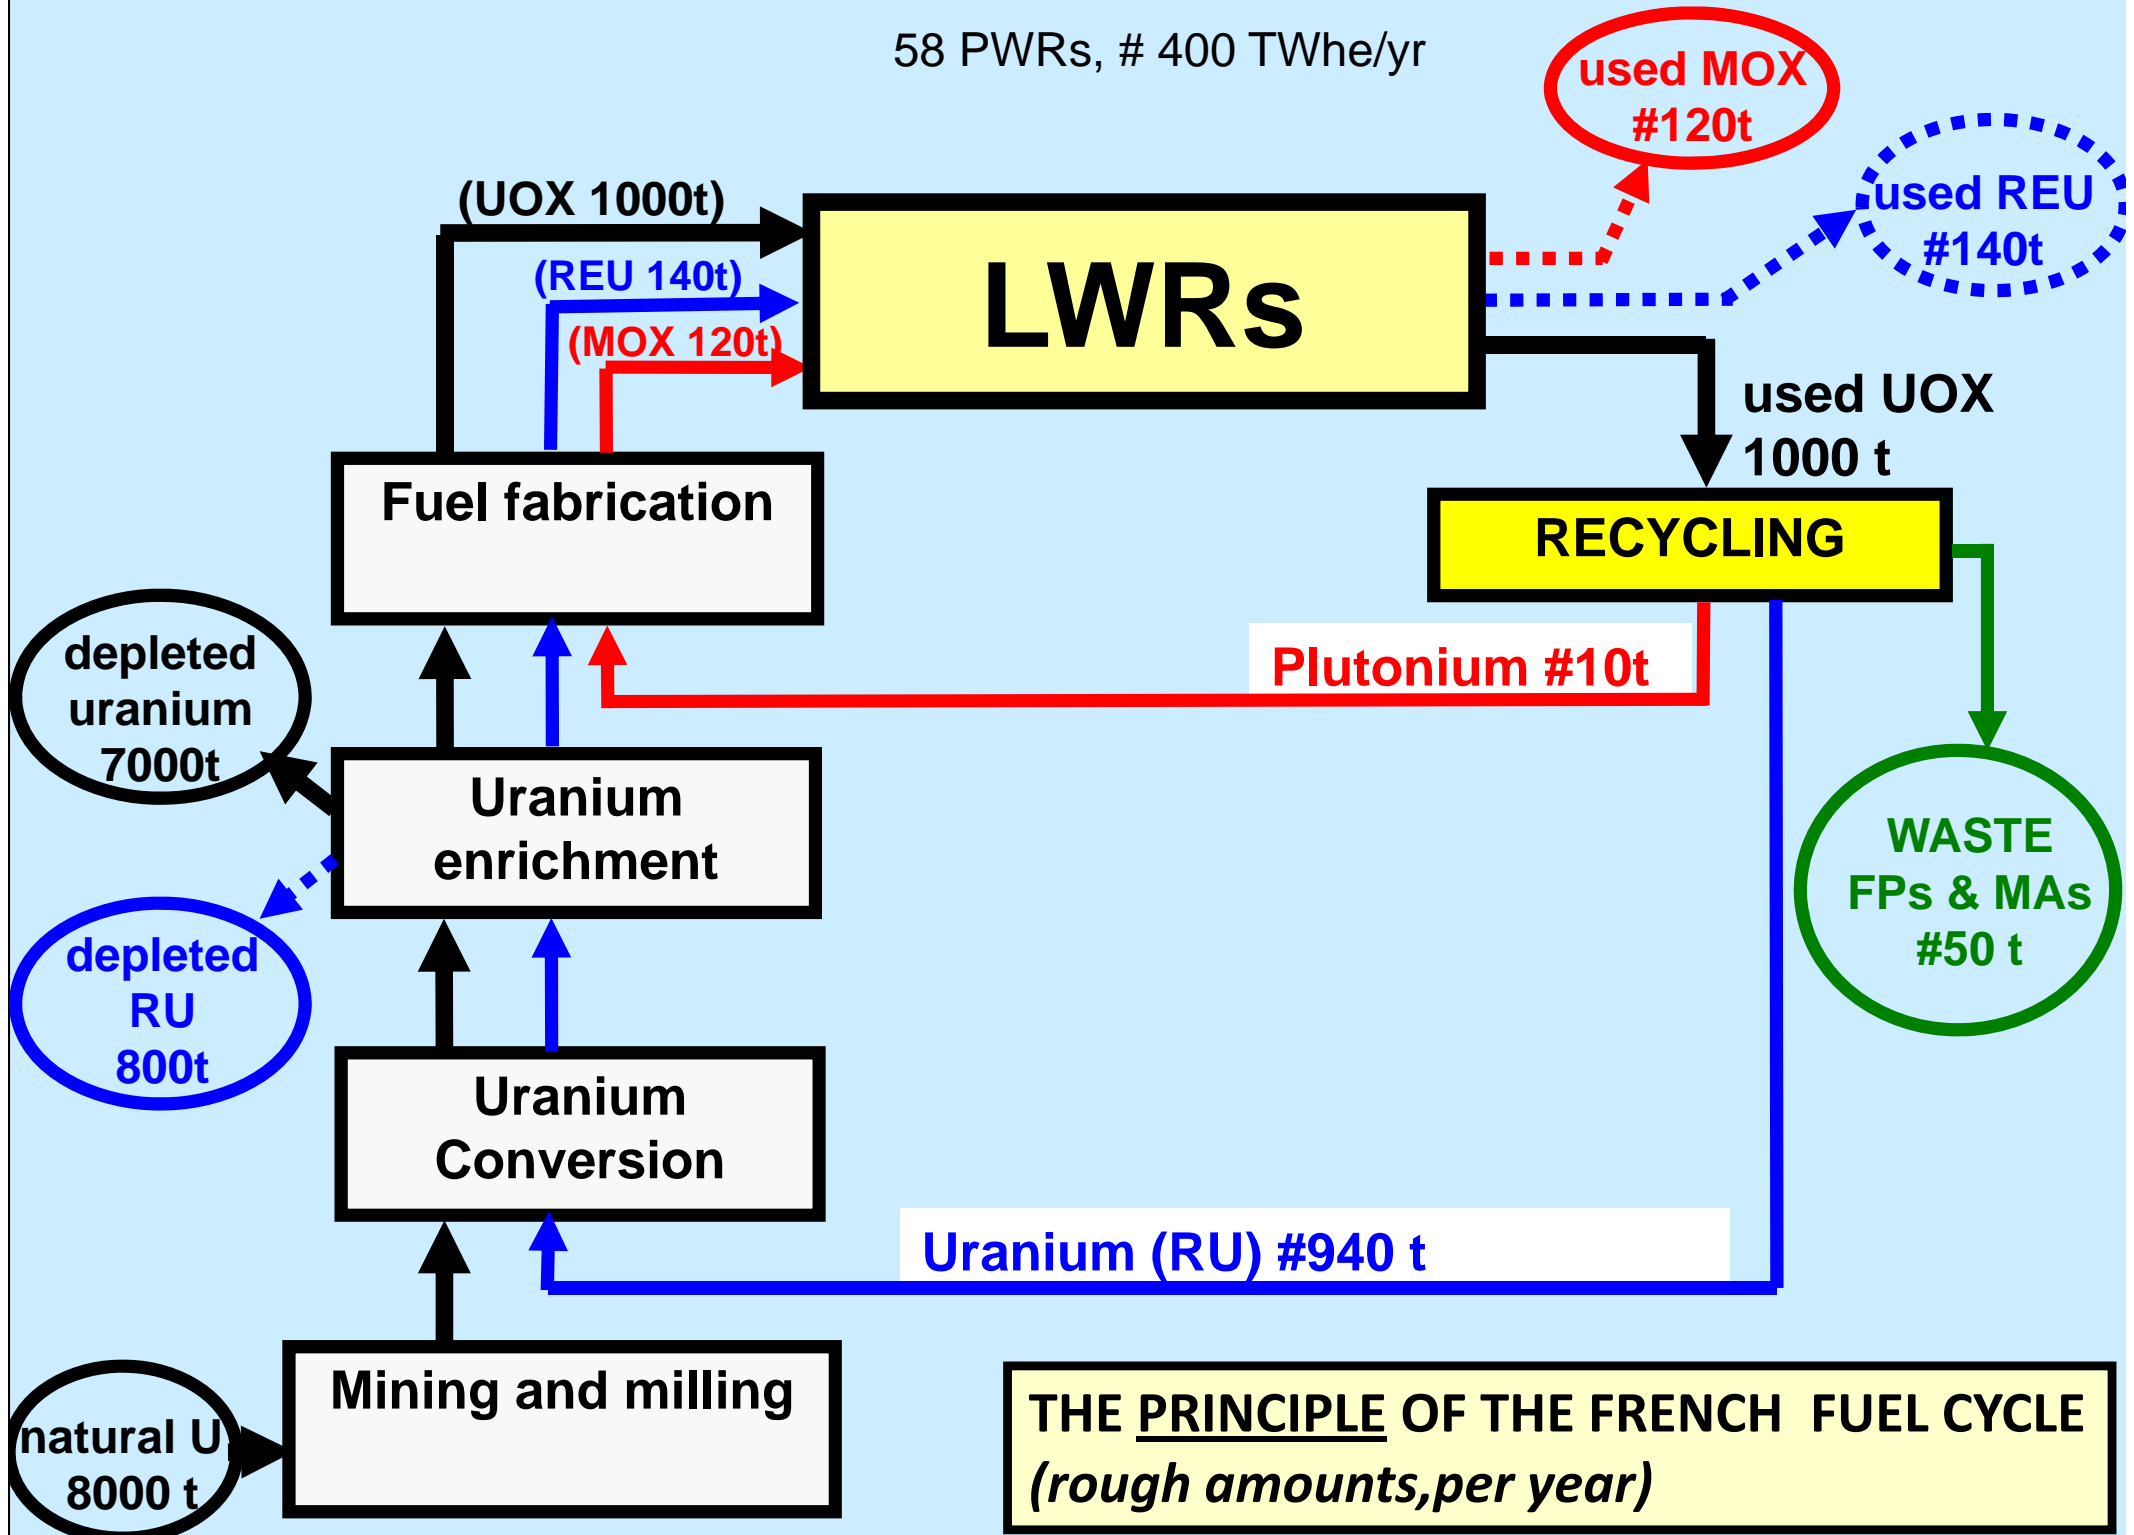 58 PWRs, # 400 TWhe/yr
used MOX
#120t
used REU
#140t
(UOX 1000t)
(REU 140t)
(MOX 120t)
LWRs
used UOX
1000 t
Fuel fabrication
RECYCLING
depleted
uranium
7000t
Plutonium #10t
Uranium
enrichment
WASTE
FPs & MAs
#50 t
depleted
RU
800t
Uranium
Conversion
Uranium (RU) #940 t
Mining and milling
natural U
8000 t
THE PRINCIPLE OF THE FRENCH FUEL CYCLE
(rough amounts,per year)